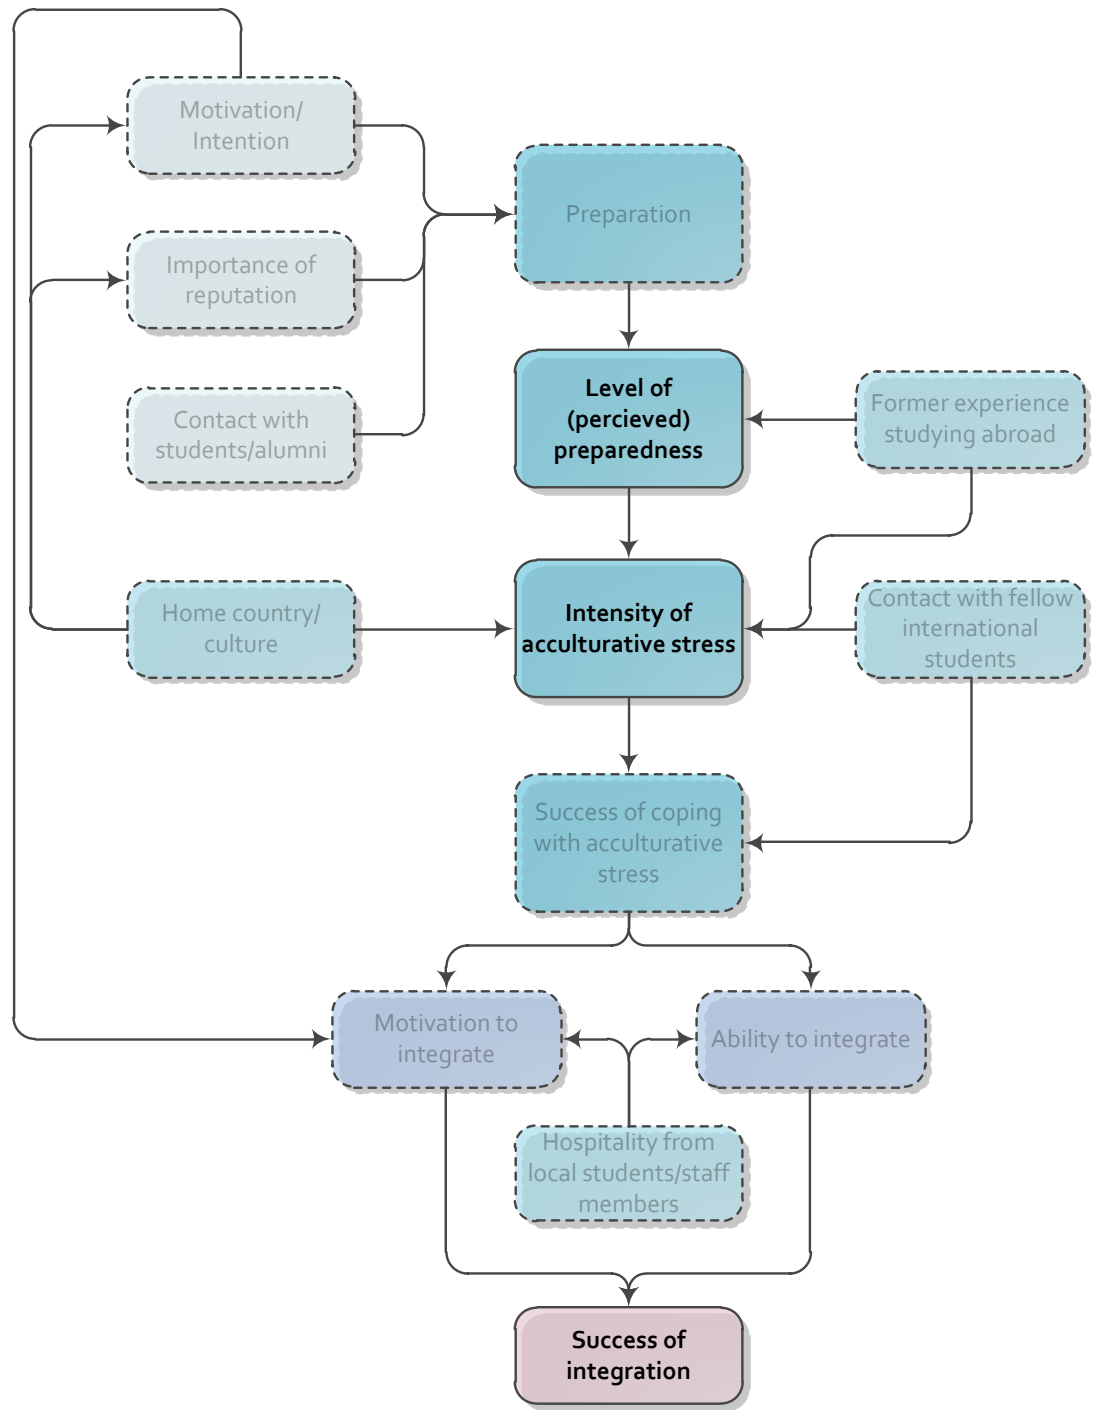 Motivation/
Intention
Preparation
Importance of
reputation
Level of
(percieved)
preparedness
Former experience
studying abroad
Contact with
students/alumni
Home country/
culture
Intensity of
acculturative stress
Contact with fellow
international
students
Success of coping
with acculturative
stress
Motivation to
integrate
Ability to integrate
Hospitality from
local students/staff
members
Success of
integration